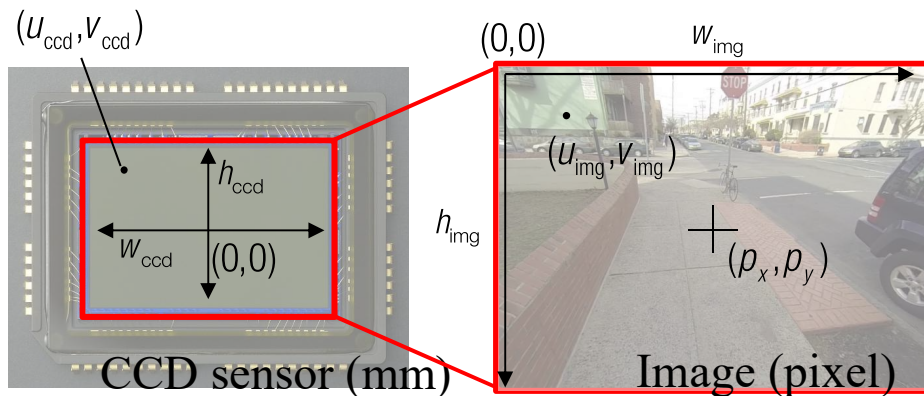 (u_ccd,v_ccd)
h_ccd
w_ccd
(0,0)
CCD sensor (mm)
(0,0)
w_img
STOP
(u_img,v_img)
h_img
(p_x,p_y)
Image (pixel)